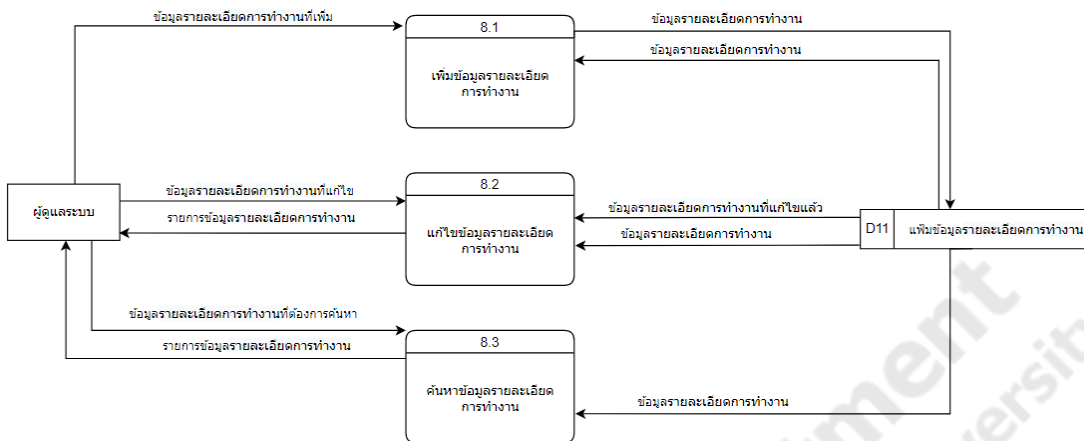 ข้อมูลรายละเอียดการทำงานที่เพิ่ม
8.1
ข้อมูลรายละเอียดการทำงาน
ข้อมูลรายละเอียดการทำงาน
เพิ่มข้อมูลรายละเอียด
การทำงาน
ผู้ดูแลระบบ
ข้อมูลรายละเอียดการทำงานที่แก้ไข
รายการข้อมูลรายละเอียดการทำงาน
8.2
แก้ไขข้อมูลรายละเอียด
การทำงาน
ข้อมูลรายละเอียดการทำงานที่แก้ไขแล้ว
ข้อมูลรายละเอียดการทำงาน
D11
แฟ้มข้อมูลรายละเอียดการทำงาน
ข้อมูลรายละเอียดการทำงานที่ต้องการค้นหา
รายการข้อมูลรายละเอียดการทำงาน
8.3
ค้นหาข้อมูลรายละเอียด
การทำงาน
ข้อมูลรายละเอียดการทำงาน